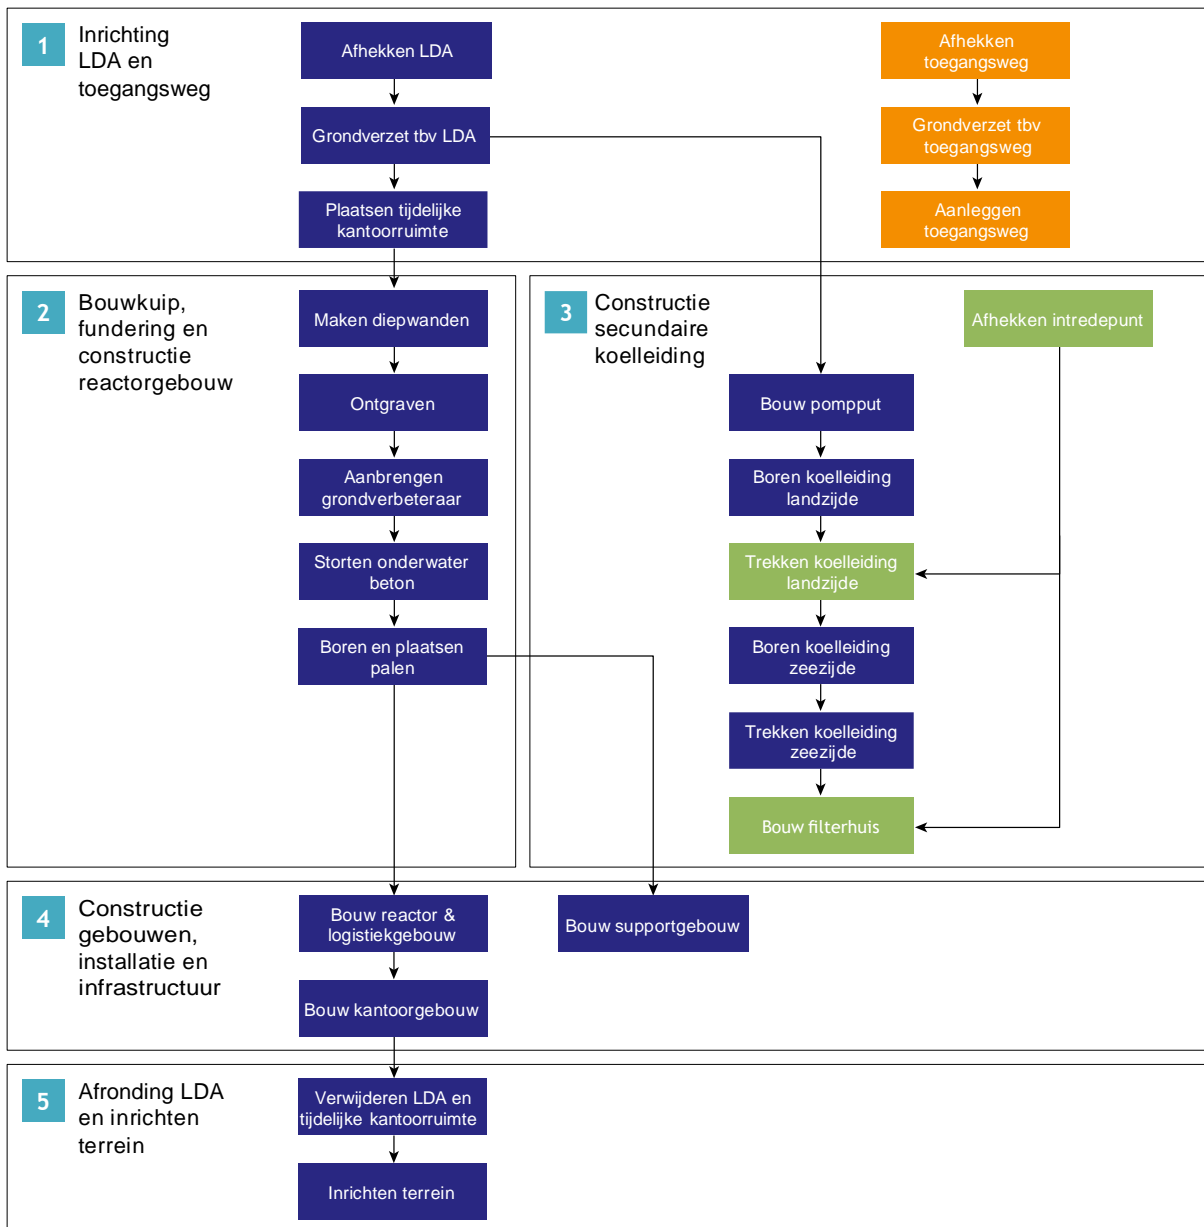 1
Inrichting
LDA en
toegangsweg
Afhekken LDA
Grondverzet tbv LDA
Plaatsen tijdelijke
kantoorruimte
Afhekken
toegangsweg
Grondverzet tbv
toegangsweg
Aanleggen
toegangsweg
2
Bouwkuip,
fundering en
constructie
reactorgebouw
Maken diepwanden
Ontgraven
Aanbrengen
grondverbeteraar
Storten onderwater
beton
Boren en plaatsen
palen
3
Constructie
secundaire
koelleiding
Afhekken intredepunt
Bouw pompput
Boren koelleiding
landzijde
Trekken koelleiding
landzijde
Boren koelleiding
zeezijde
Trekken koelleiding
zeezijde
Bouw filterhuis
4
Constructie
gebouwen,
installatie en
infrastructuur
Bouw reactor &
logistiekgebouw
Bouw supportgebouw
Bouw kantoorgebouw
5
Afronding LDA
en inrichten
terrein
Verwijderen LDA en
tijdelijke kantoorruimte
Inrichten terrein